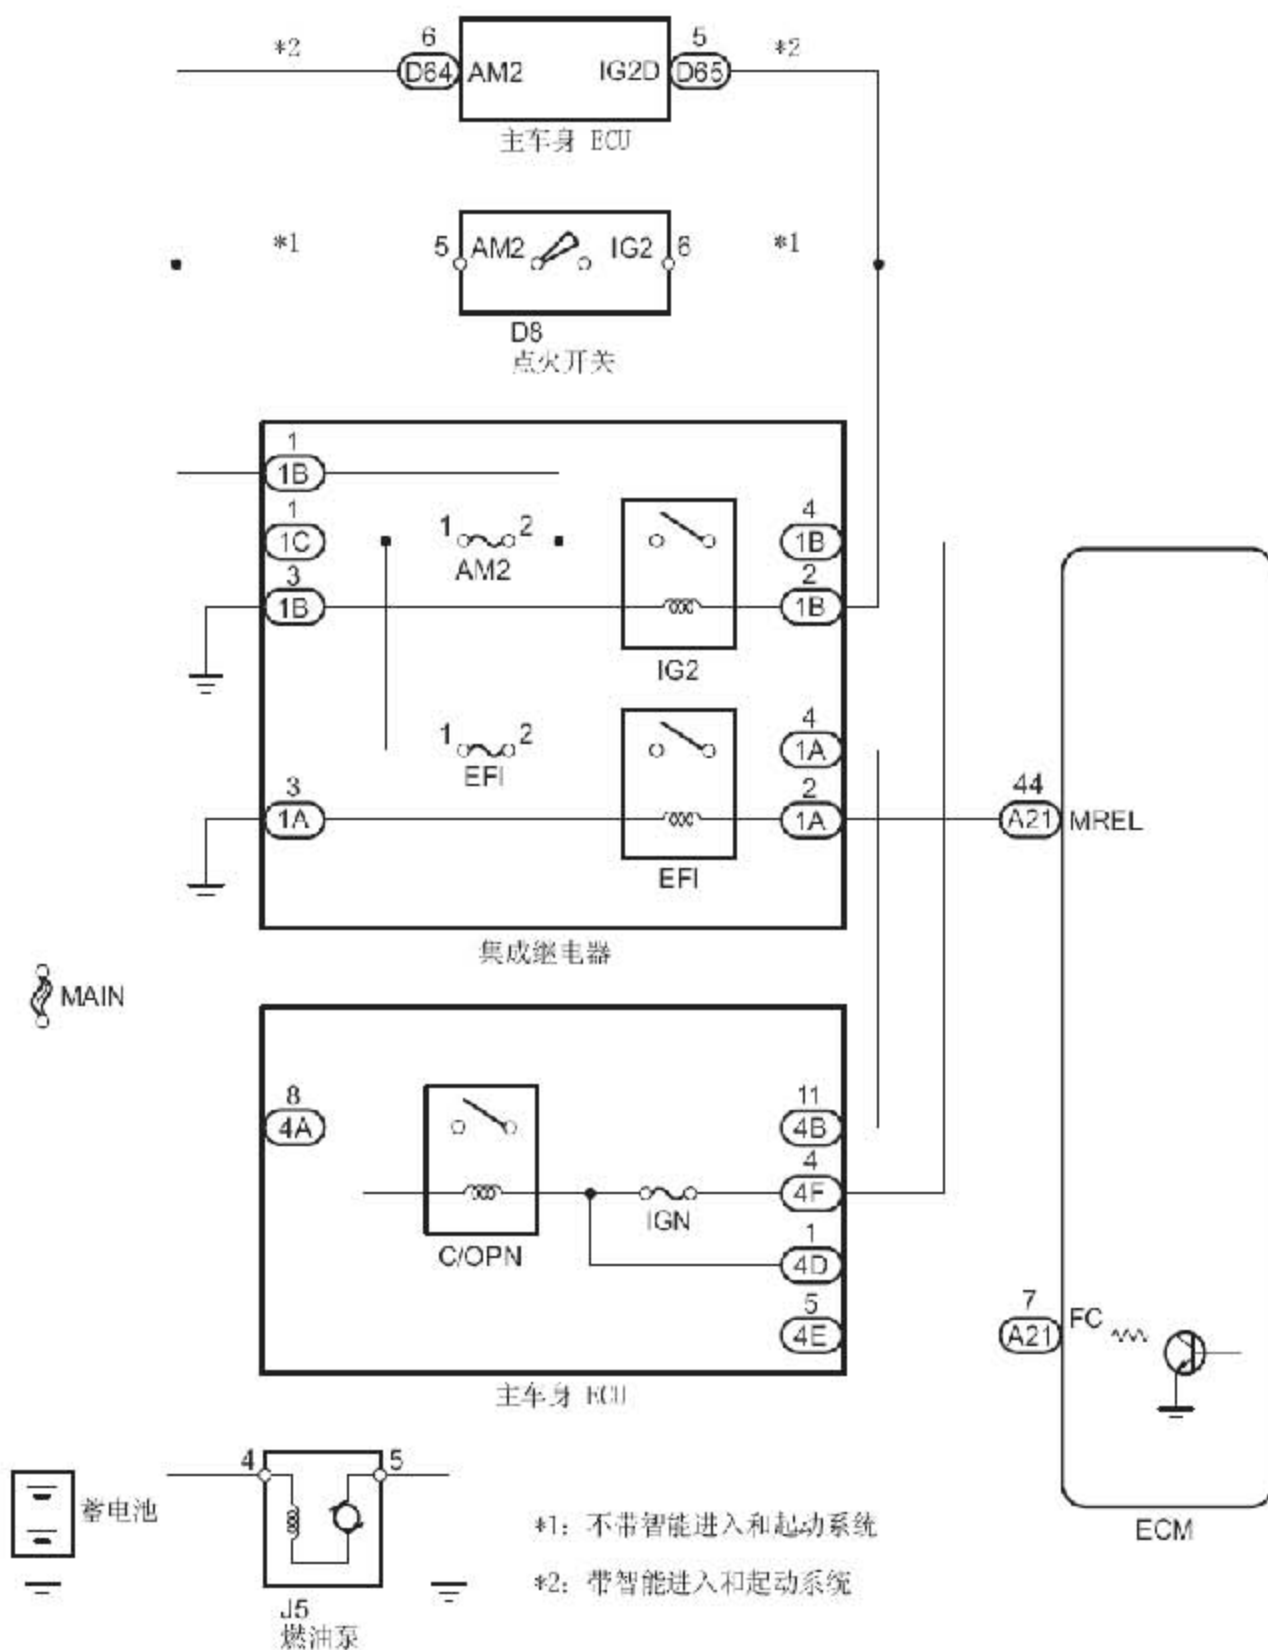 *2 6 5 *2
D64 AM2 IG2D D65
主车身 ECU
*1 5 AM2 IG2 6 *1
D8
点火开关
1
1B
1 1 2 4
1C 1B
AM2
3 2
1B 1B
IG2
1 2 4
1A
EFI
3 2 44
1A 1A A21 MREL
EFI
集成继电器
MAIN
8 11
4A 4B
4
4F
IGN
C/OPN 1
4D
5 7
4E A21 FC
主车身 ECU
4 5
蓄电池
*1: 不带智能进入和起动系统
ECM
*2: 带智能进入和起动系统
J5
燃油泵